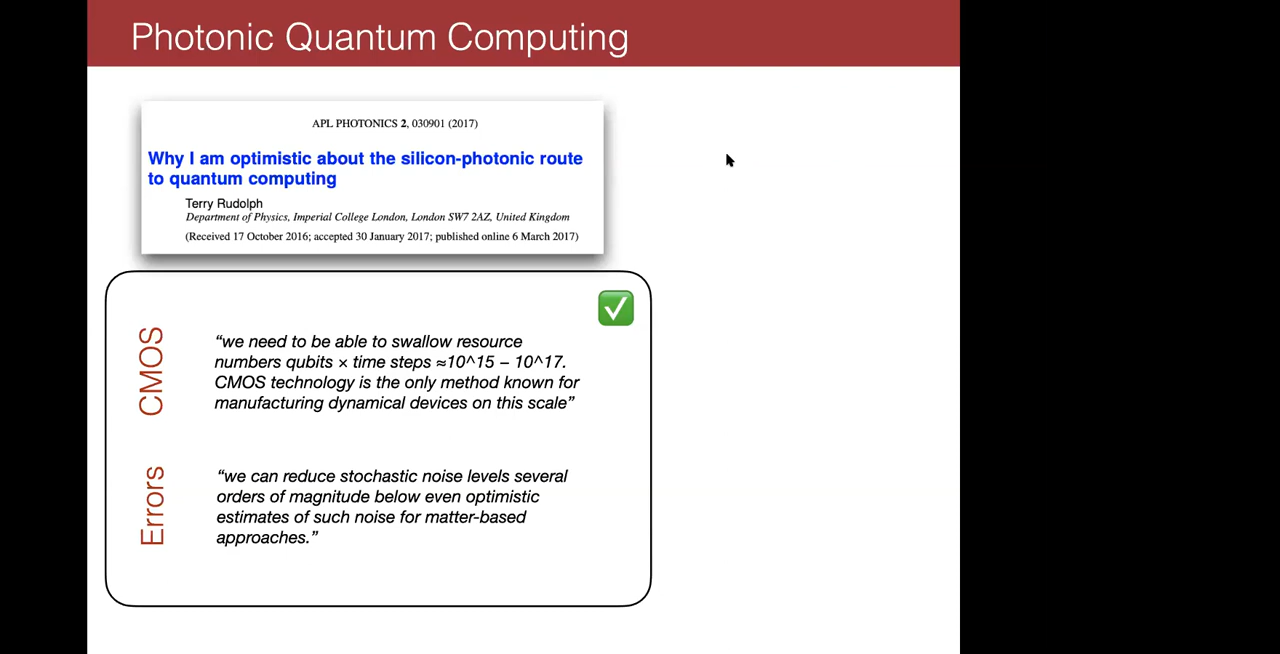 Photonic Quantum Computing
APL PHOTONICS 2, 030901 (2017)
Why I am optimistic about the silicon-photonic route
to quantum computing
Terry Rudolph
Department of Physics, Imperial College London, London SW7 2AZ, United Kingdom
(Received 17 October 2016; accepted 30 January 2017; published online 6 March 2017)
CMOS
“we need to be able to swallow resource
numbers qubits × time steps ≈10^15 – 10^17.
CMOS technology is the only method known for
manufacturing dynamical devices on this scale”
Errors
“we can reduce stochastic noise levels several
orders of magnitude below even optimistic
estimates of such noise for matter-based
approaches.”